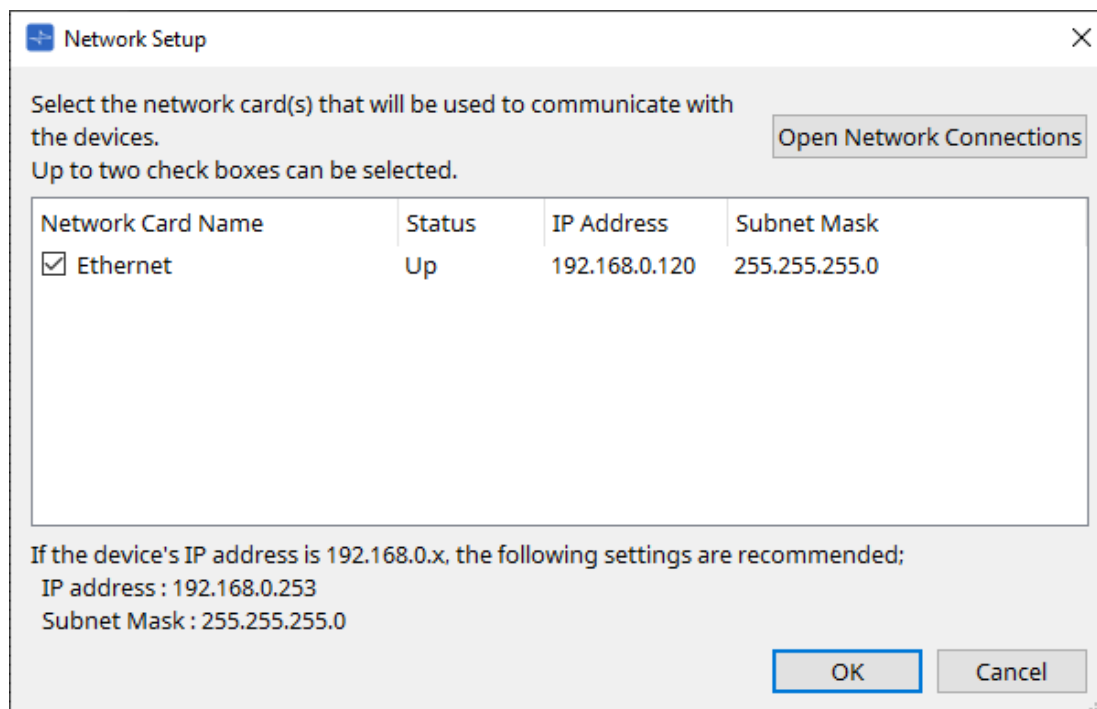 Network Setup
Select the network card(s) that will be used to communicate with
the devices.
Open Network Connections
Up to two check boxes can be selected.
Network Card Name Status IP Address Subnet Mask
Ethernet Up 192.168.0.120 255.255.255.0
If the device's IP address is 192.168.0.x, the following settings are recommended;
IP address : 192.168.0.253
Subnet Mask : 255.255.255.0
OK Cancel